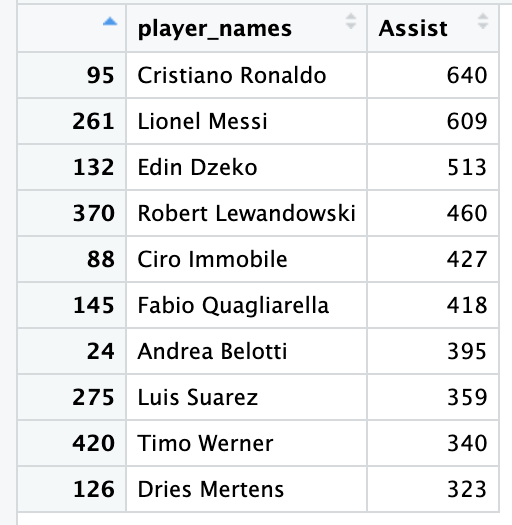 player_names Assist
95 Cristiano Ronaldo 640
261 Lionel Messi 609
132 Edin Dzeko 513
370 Robert Lewandowski 460
88 Ciro Immobile 427
145 Fabio Quagliarella 418
24 Andrea Belotti 395
275 Luis Suarez 359
420 Timo Werner 340
126 Dries Mertens 323